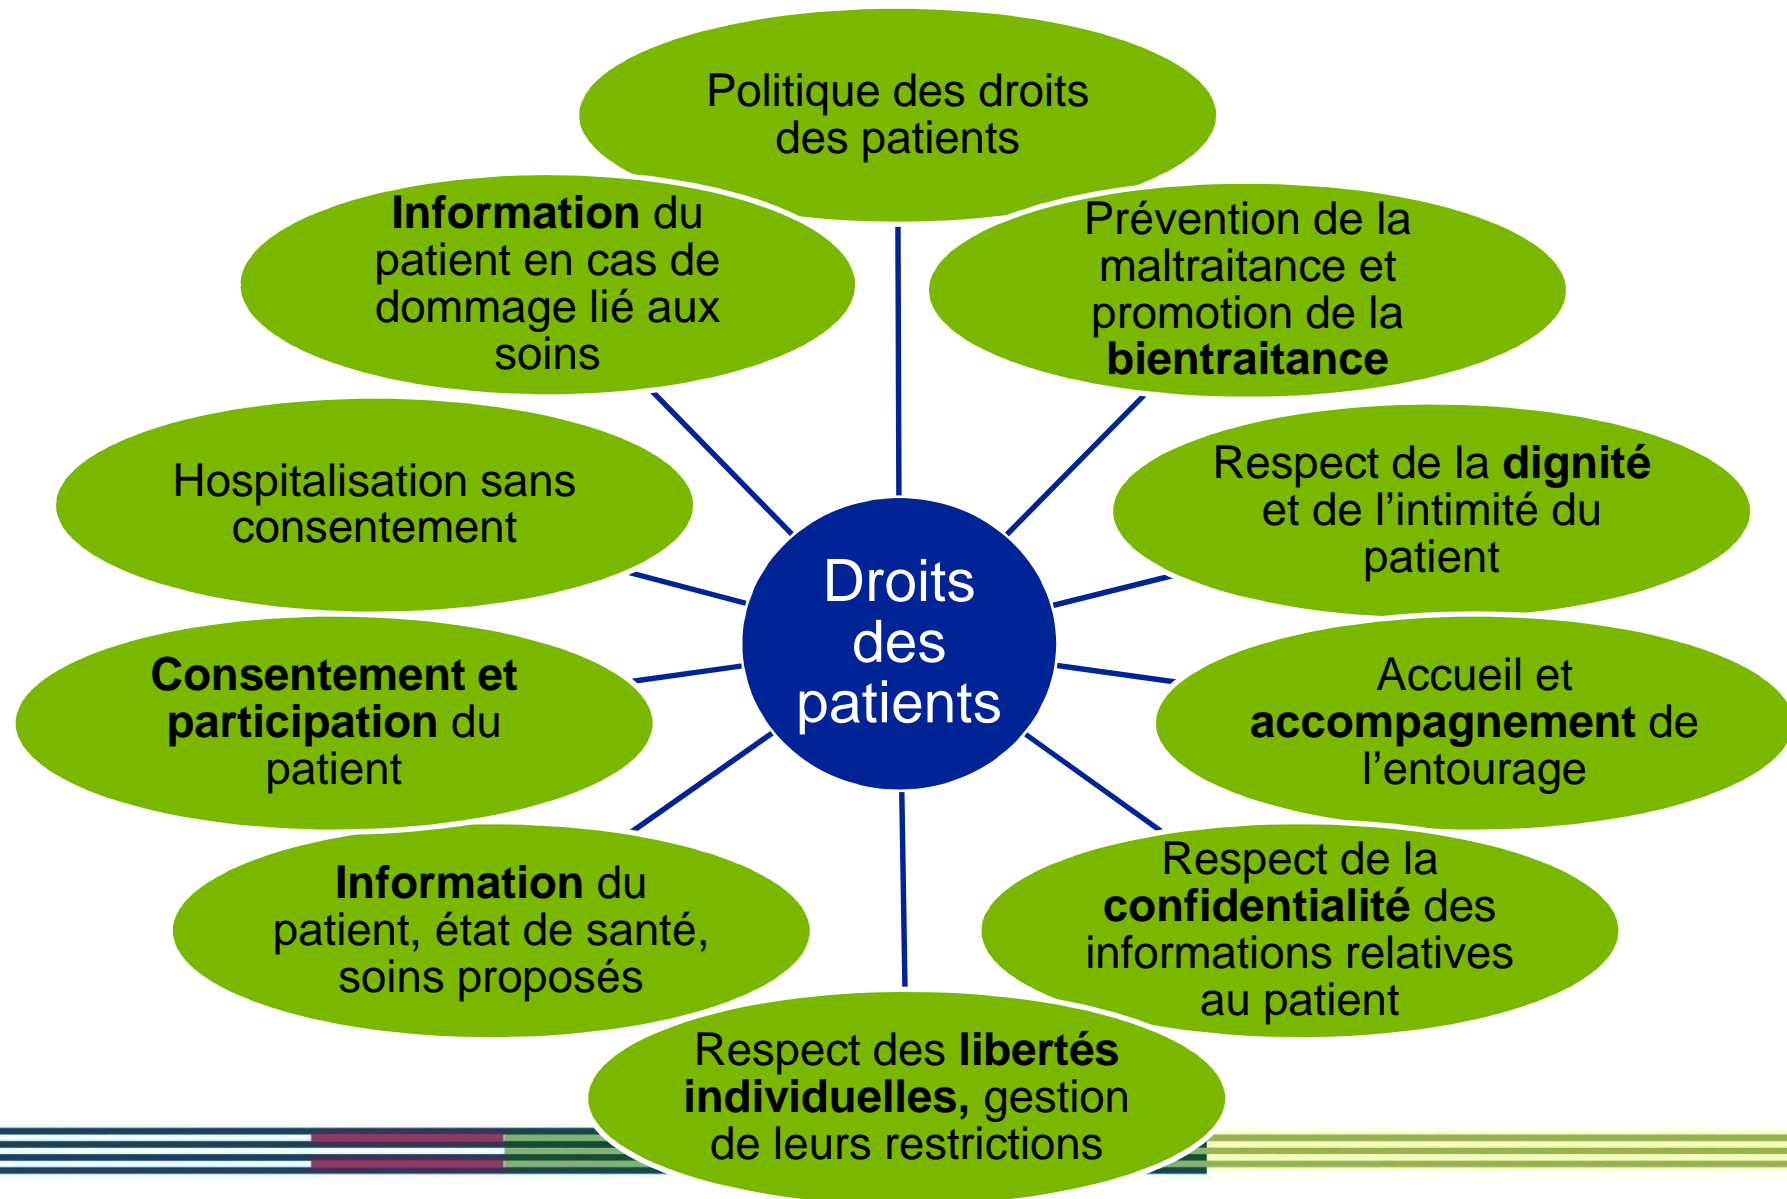 Politique des droits
des patients
Prévention de la
maltraitance et
promotion de la
bientraitance
Respect de la dignité
et de l’intimité du
patient
Accueil et
accompagnement de
l’entourage
Respect de la
confidentialité des
informations relatives
au patient
Respect des libertés
individuelles, gestion
de leurs restrictions
Information du
patient, état de santé,
soins proposés
Consentement et
participation du
patient
Hospitalisation sans
consentement
Information du
patient en cas de
dommage lié aux
soins
Droits
des
patients